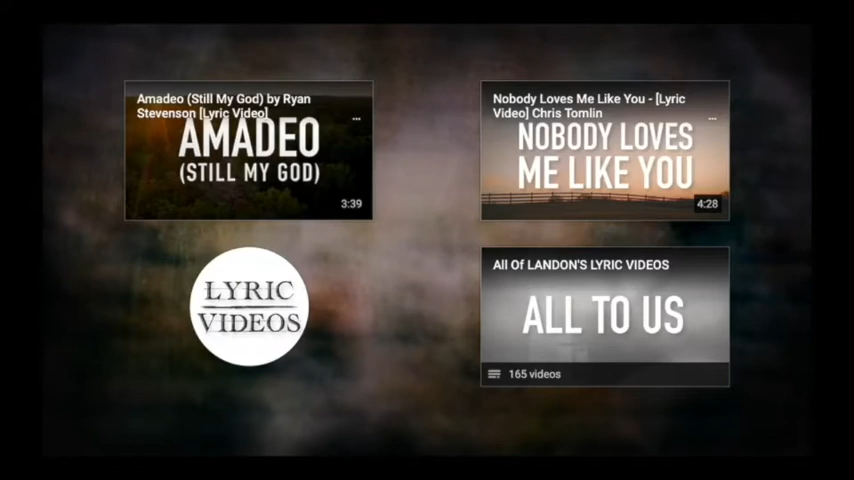 Amadeo (Still My God) by Ryan
Stevenson [Lyric Video]
AMADEO
(STILL MY GOD)
3:39
Nobody Loves Me Like You - [Lyric
Video] Chris Tomlin
NOBODY LOVES
ME LIKE YOU
4:28
LYRIC
VIDEOS
All Of LANDON'S LYRIC VIDEOS
ALL TO US
165 videos